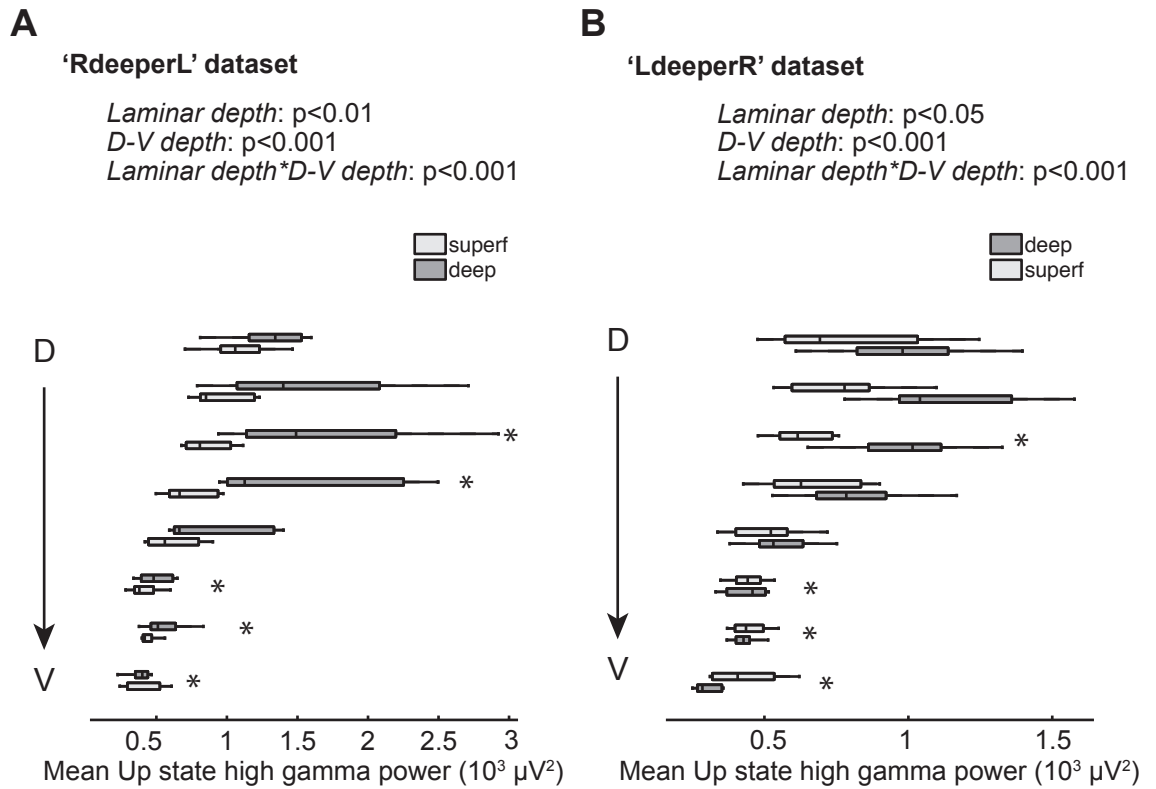 A
'RdeeperL' dataset
Laminar depth: p<0.01
D-V depth: p<0.001
Laminar depth*D-V depth: p<0.001
superf
deep
D
*
*
*
*
*
V
0.5 1 1.5 2 2.5 3
Mean Up state high gamma power (10³ µV²)
B
'LdeeperR' dataset
Laminar depth: p<0.05
D-V depth: p<0.001
Laminar depth*D-V depth: p<0.001
deep
superf
D
*
*
*
V
*
0.5 1 1.5
Mean Up state high gamma power (10³ µV²)